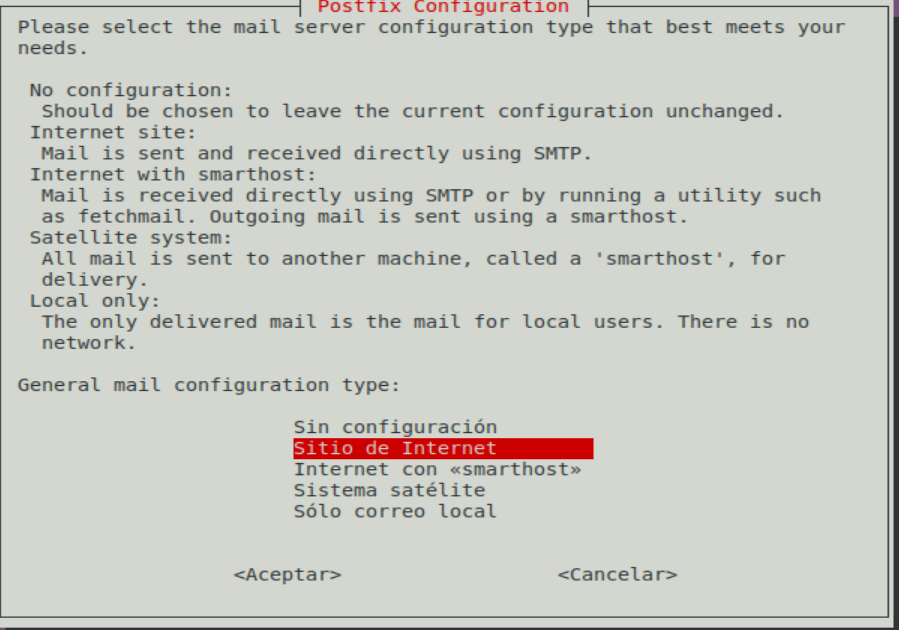 Postfix Configuration
Please select the mail server configuration type that best meets your
needs.
No configuration:
Should be chosen to leave the current configuration unchanged.
Internet site:
Mail is sent and received directly using SMTP.
Internet with smarthost:
Mail is received directly using SMTP or by running a utility such
as fetchmail. Outgoing mail is sent using a smarthost.
Satellite system:
All mail is sent to another machine, called a 'smarthost', for
delivery.
Local only:
The only delivered mail is the mail for local users. There is no
network.
General mail configuration type:
Sin configuración
Sitio de Internet
Internet con «smarthost»
Sistema satélite
Sólo correo local
<Aceptar> <Cancelar>